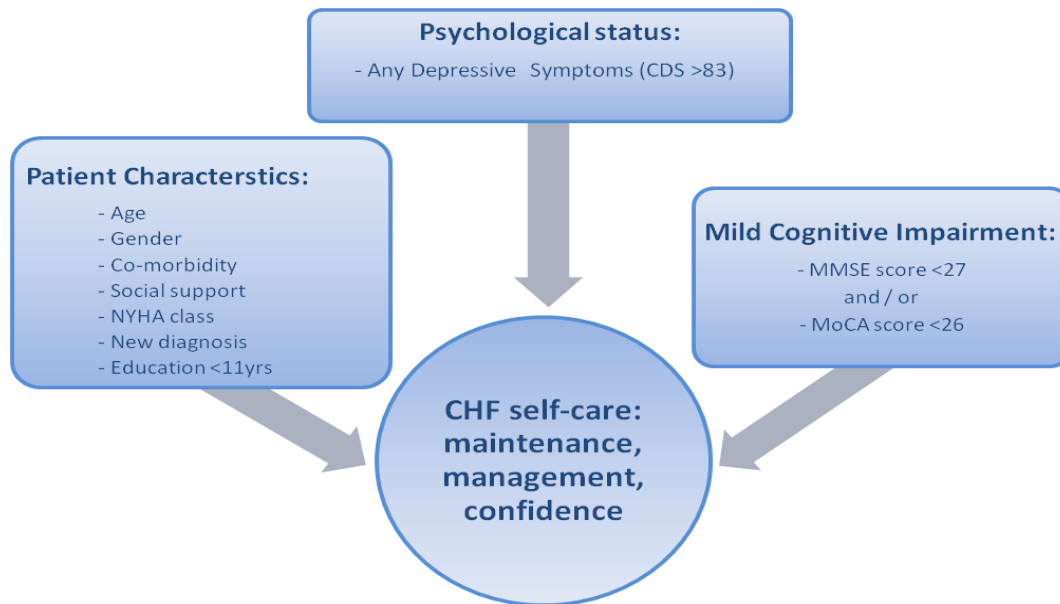 Psychological status:
- Any Depressive Symptoms (CDS >83)
Patient Characterstics:
- Age
- Gender
- Co-morbidity
- Social support
- NYHA class
- New diagnosis
- Education <11yrs
Mild Cognitive Impairment:
- MMSE score <27
and / or
- MoCA score <26
CHF self-care:
maintenance,
management,
confidence